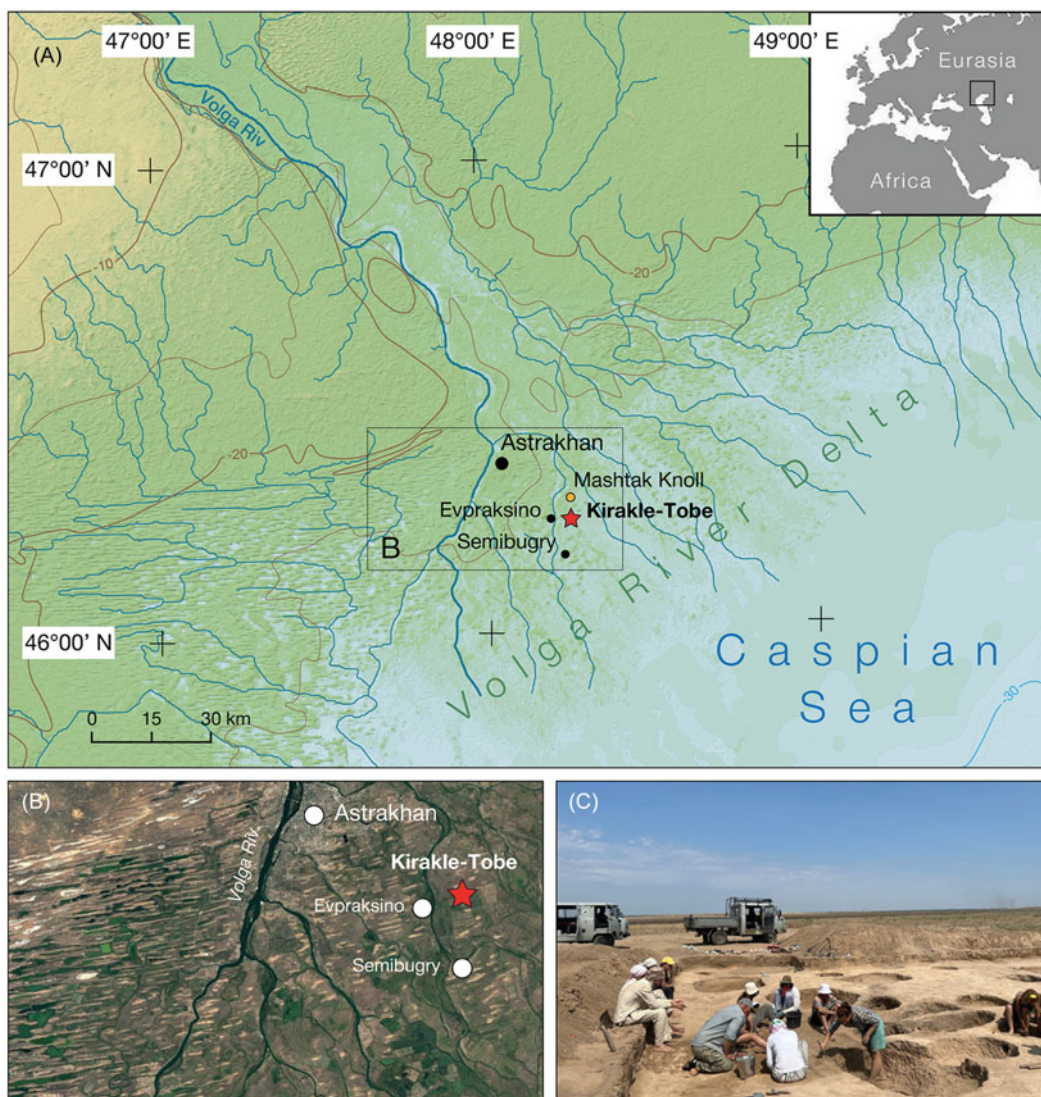 (A)
47°00' E
48°00' E
49°00' E
Eurasia
Africa
Volga Riv
47°00' N
-10
-20
-20
Astrakhan
Mashtak Knoll
Evpraksino
Kirakle-Tobe
Semibugry
B
Volga River Delta
46°00' N
Caspian
Sea
-30
0 15 30 km
(B)
Volga Riv.
Astrakhan
Kirakle-Tobe
Evpraksino
Semibugry
(C)